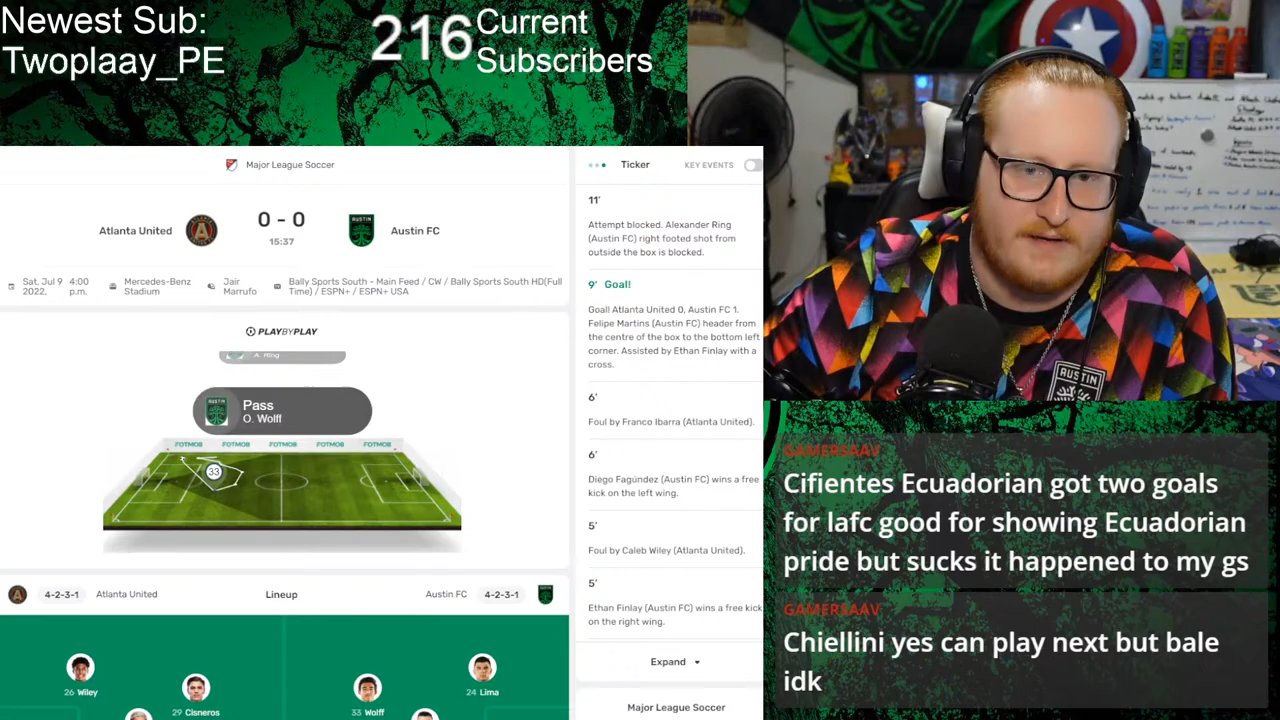 Newest Sub:
Twoplaay_PE
216
Current
Subscribers
Major League Soccer
Atlanta United
0 - 0
15:37
AUSTIN
Austin FC
Sat, Jul 9
2022,
4:00
p.m.
Mercedes-Benz
Stadium
Jair
Marrufo
Bally Sports South - Main Feed / CW / Bally Sports South HD(Full
Time) / ESPN+ / ESPN+ USA
PLAYBYPLAY
A. Ring
Pass
O. Wolff
FOTMOB FOTMOB FOTMOB FOTMOB FOTMOB
33
4-2-3-1
Atlanta United
Lineup
Austin FC
4-2-3-1
26 Wiley
29 Cisneros
33 Wolff
24 Lima
Ticker
KEY EVENTS
11'
Attempt blocked. Alexander Ring
(Austin FC) right footed shot from
outside the box is blocked.
9' Goal!
Goal! Atlanta United 0, Austin FC 1.
Felipe Martins (Austin FC) header from
the centre of the box to the bottom left
corner. Assisted by Ethan Finlay with a
cross.
6'
Foul by Franco Ibarra (Atlanta United).
6'
Diego Fagúndez (Austin FC) wins a free
kick on the left wing.
5'
Foul by Caleb Wiley (Atlanta United).
5'
Ethan Finlay (Austin FC) wins a free kick
on the right wing.
Expand
Major League Soccer
AUSTIN
GAMERSAAV
Cifientes Ecuadorian got two goals
for lafc good for showing Ecuadorian
pride but sucks it happened to my gs
GAMERSAAV
Chiellini yes can play next but bale
idk